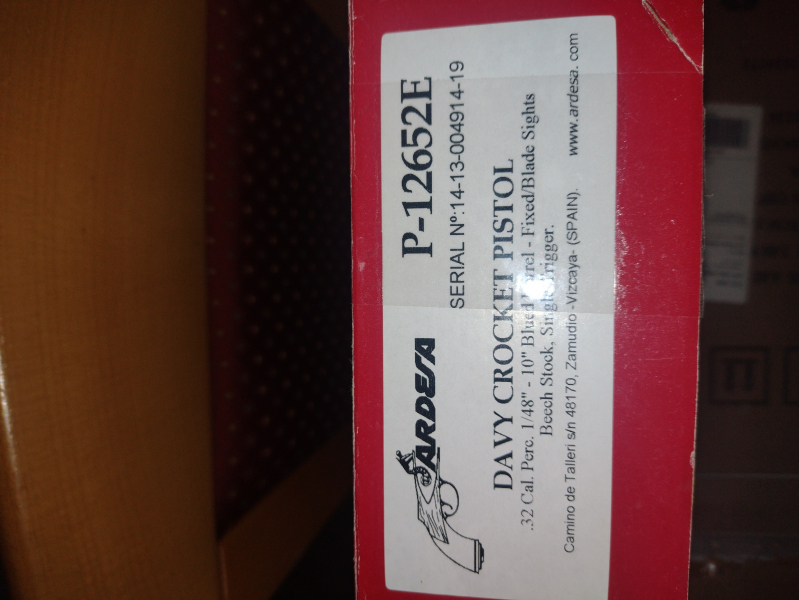 ARDESA
P-12652E
SERIAL Nº:14-13-004914-19
DAVY CROCKET PISTOL
.32 Cal. Perc. 1/48" - 10" Blued Barrel - Fixed/Blade Sights
Beech Stock, Single Trigger.
Camino de Talleri s/n 48170, Zamudio -Vizcaya- (SPAIN). www.ardesa.com